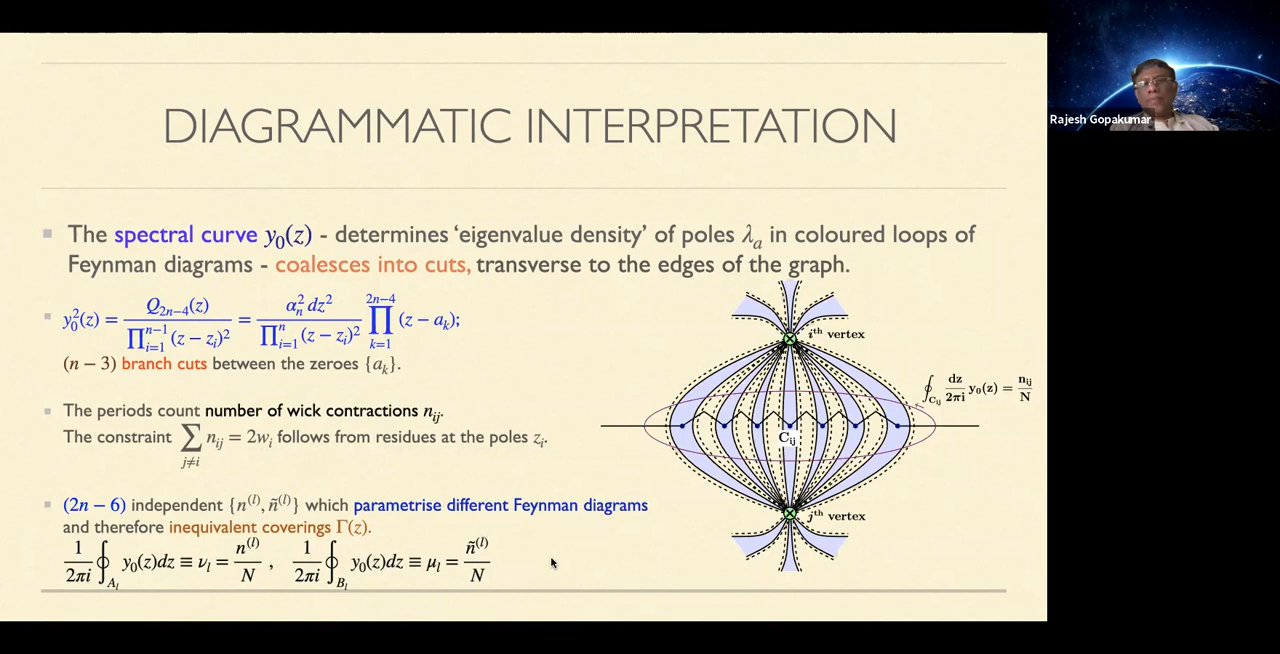 DIAGRAMMATIC INTERPRETATION
Rajesh Gopakumar
The spectral curve y₀(z) - determines ‘eigenvalue density’ of poles λₐ in coloured loops of
Feynman diagrams - coalesces into cuts, transverse to the edges of the graph.
y₀²(z) = Q₂ₙ₋₄(z) / ∏ᵢ₌₁ⁿ⁻¹ (z − zᵢ)² = αₙ² dz² / ∏ᵢ₌₁ⁿ (z − zᵢ)² ∏ₖ₌₁²ⁿ⁻⁴ (z − aₖ);
(n − 3) branch cuts between the zeroes {aₖ}.
The periods count number of wick contractions nᵢⱼ.
The constraint ∑_{j≠i} nᵢⱼ = 2wᵢ follows from residues at the poles zᵢ.
(2n − 6) independent {n⁽ˡ⁾, ñ⁽ˡ⁾} which parametrise different Feynman diagrams
and therefore inequivalent coverings Γ(z).
1/2πi ∮_{Aₗ} y₀(z)dz ≡ νₗ = n⁽ˡ⁾/N , 1/2πi ∮_{Bₗ} y₀(z)dz ≡ μₗ = ñ⁽ˡ⁾/N
iᵗʰ vertex
∮_{Cᵢⱼ} dz/2πi y₀(z) = nᵢⱼ/N
Cᵢⱼ
jᵗʰ vertex